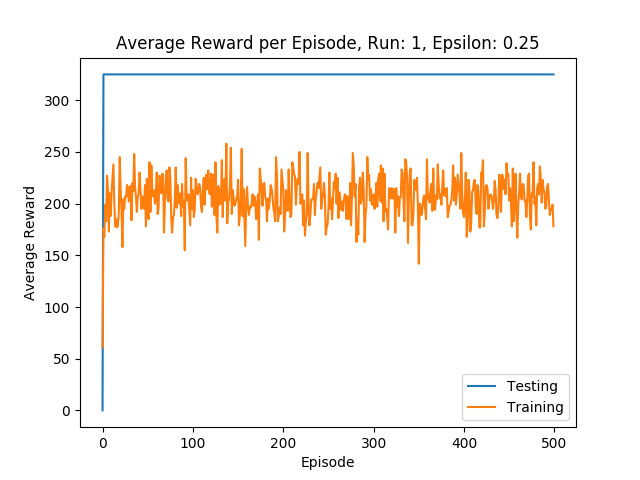 Average Reward per Episode, Run: 1, Epsilon: 0.25
Average Reward
300
250
200
150
100
50
0
0 100 200 300 400 500
Episode
Testing
Training